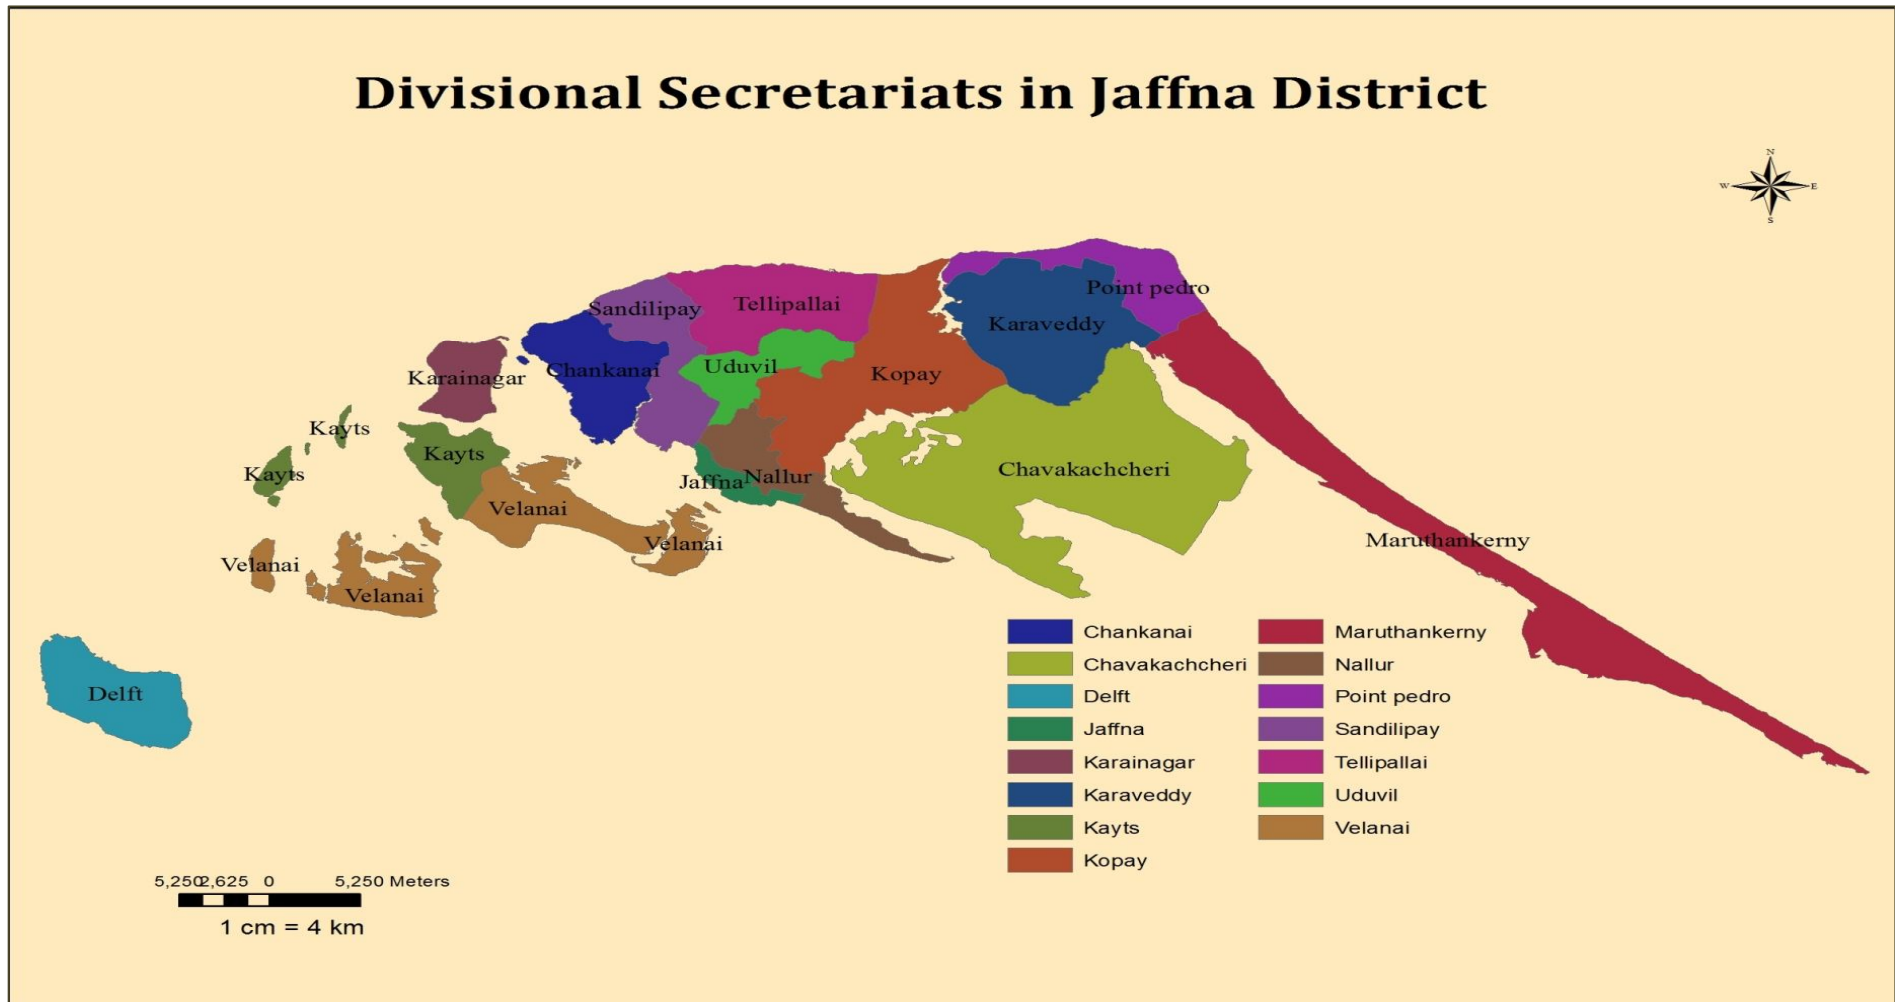 Divisional Secretariats in Jaffna District
N
W E
S
Point pedro
Sandilipay
Tellipallai
Karaveddy
Uduvil
Chankanai
Kopay
Karainagar
Kayts
Kayts
Kayts
Chavakachcheri
Jaffna
Nallur
Velanai
Velanai
Maruthankerny
Velanai
Velanai
Delft
Chankanai
Chavakachcheri
Delft
Jaffna
Karainagar
Karaveddy
Kayts
Kopay
Maruthankerny
Nallur
Point pedro
Sandilipay
Tellipallai
Uduvil
Velanai
5,250 2,625 0 5,250 Meters
1 cm = 4 km